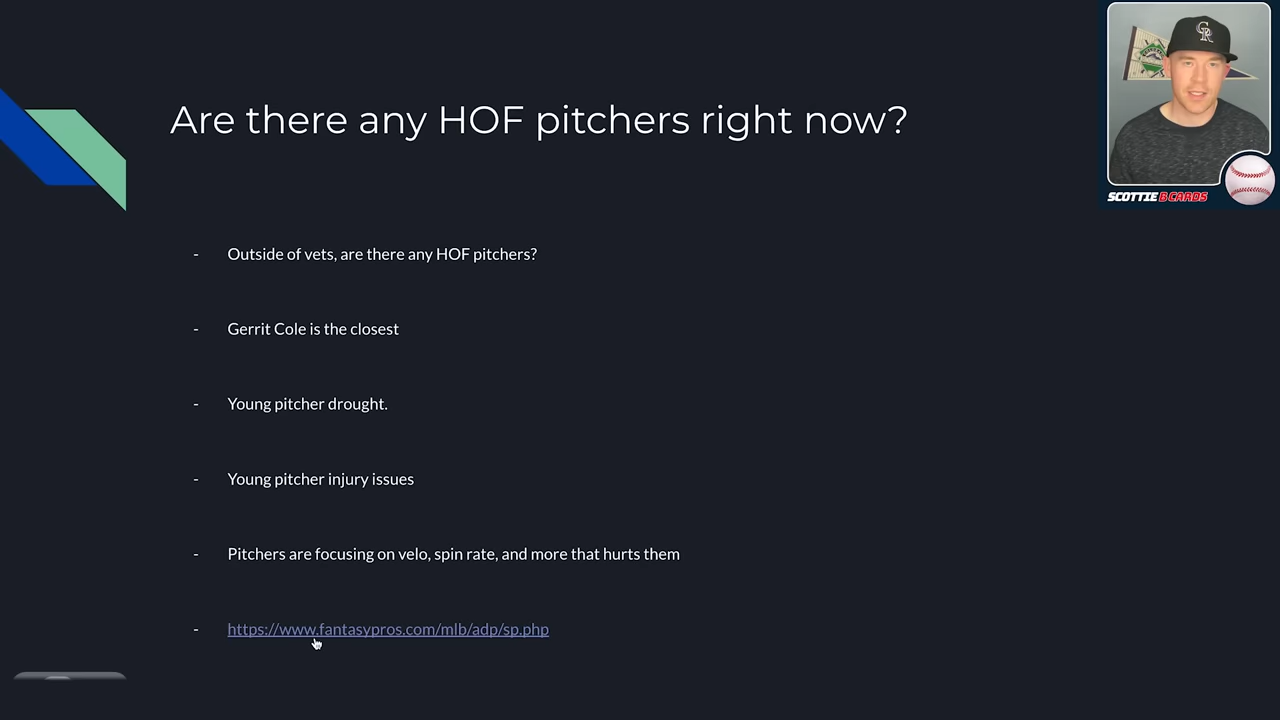 Are there any HOF pitchers right now?
- Outside of vets, are there any HOF pitchers?
- Gerrit Cole is the closest
- Young pitcher drought.
- Young pitcher injury issues
- Pitchers are focusing on velo, spin rate, and more that hurts them
- https://www.fantasypros.com/mlb/adp/sp.php
CR
SCOTTIE B CARDS